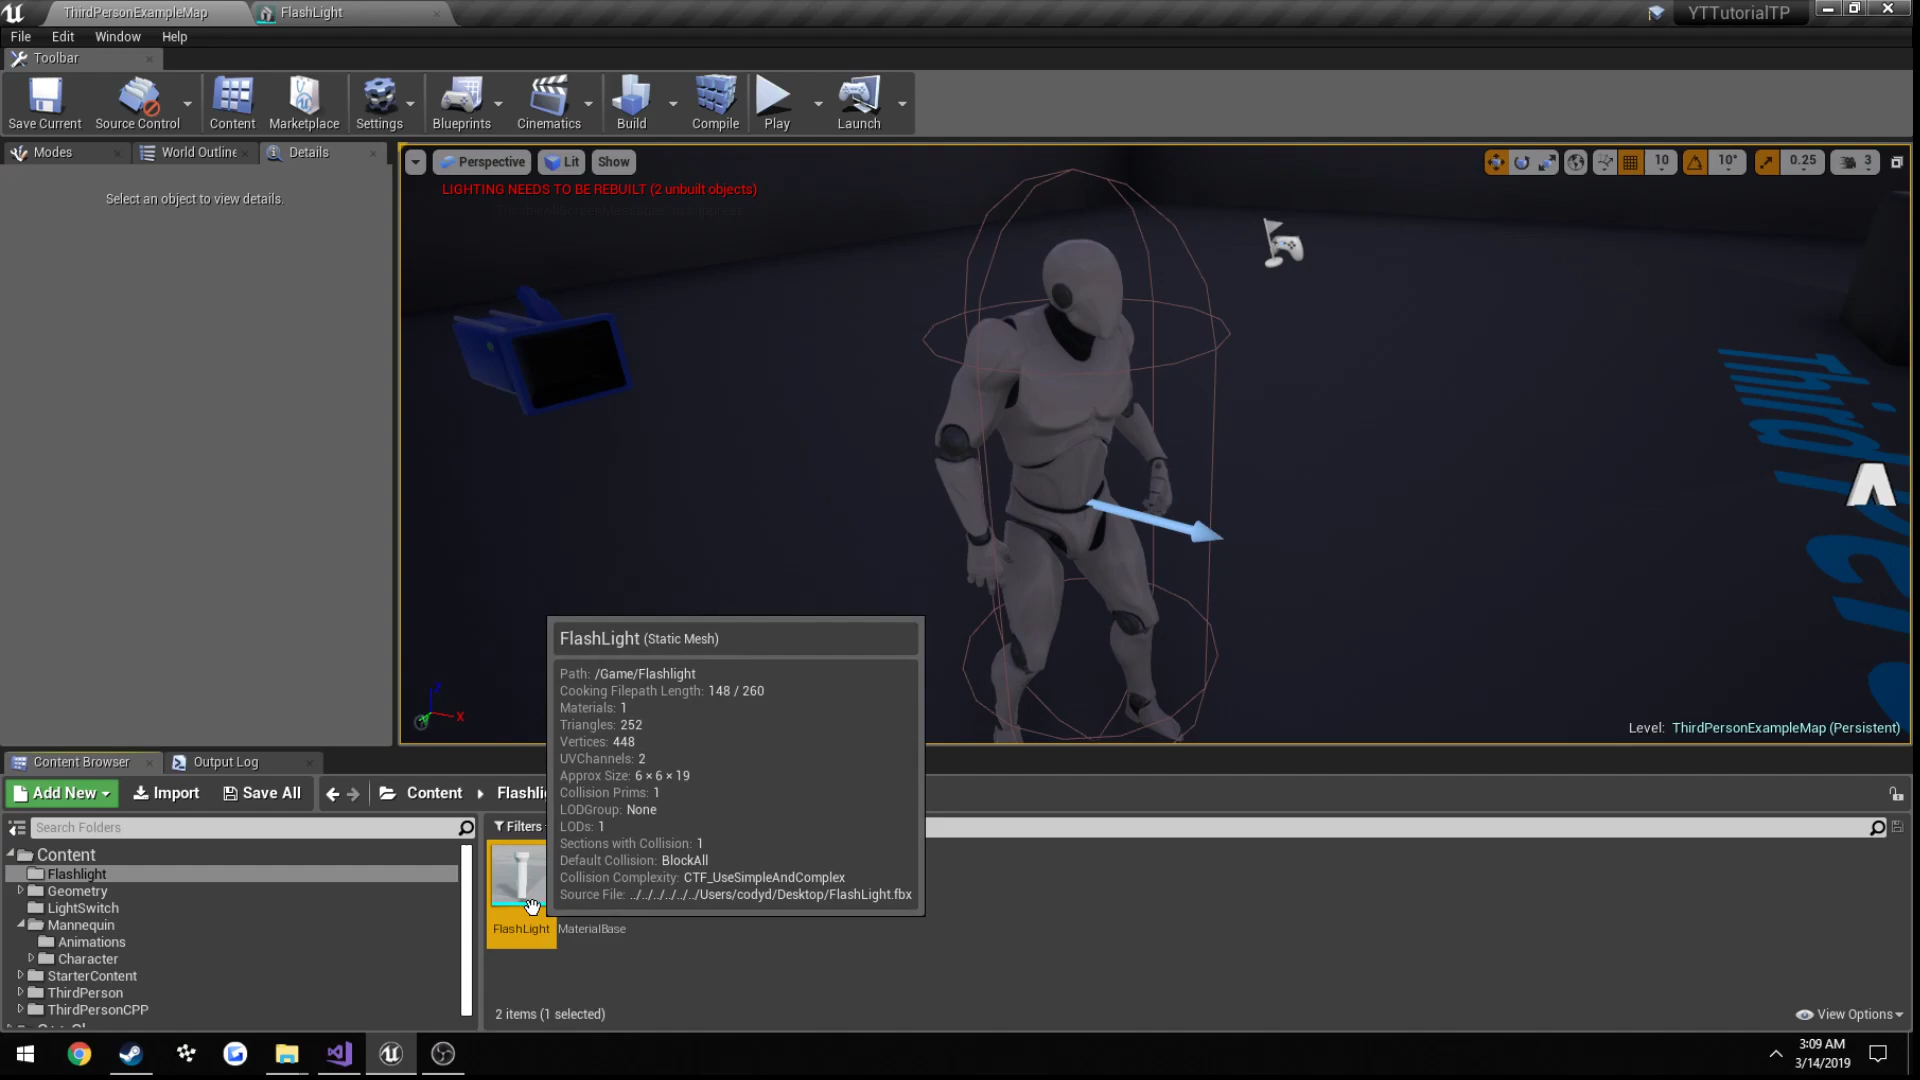 ThirdPersonExampleMap
FlashLight
YTTutorialTP
File Edit Window Help
Toolbar
Save Current
Source Control
Content
Marketplace
Settings
Blueprints
Cinematics
Build
Compile
Play
Launch
Modes
World Outline
Details
Select an object to view details.
Perspective
Lit
Show
10
10°
0.25
3
LIGHTING NEEDS TO BE REBUILT (2 unbuilt objects)
X
Level: ThirdPersonExampleMap (Persistent)
FlashLight (Static Mesh)
Path: /Game/Flashlight
Cooking Filepath Length: 148 / 260
Materials: 1
Triangles: 252
Vertices: 448
UVChannels: 2
Approx Size: 6 × 6 × 19
Collision Prims: 1
LODGroup: None
LODs: 1
Sections with Collision: 1
Default Collision: BlockAll
Collision Complexity: CTF_UseSimpleAndComplex
Source File: ../../../../../../Users/codyd/Desktop/FlashLight.fbx
Content Browser
Output Log
Add New
Import
Save All
Content
Flashli
Search Folders
Filters
Content
Flashlight
Geometry
LightSwitch
Mannequin
Animations
Character
StarterContent
ThirdPerson
ThirdPersonCPP
FlashLight
MaterialBase
2 items (1 selected)
View Options
3:09 AM
3/14/2019